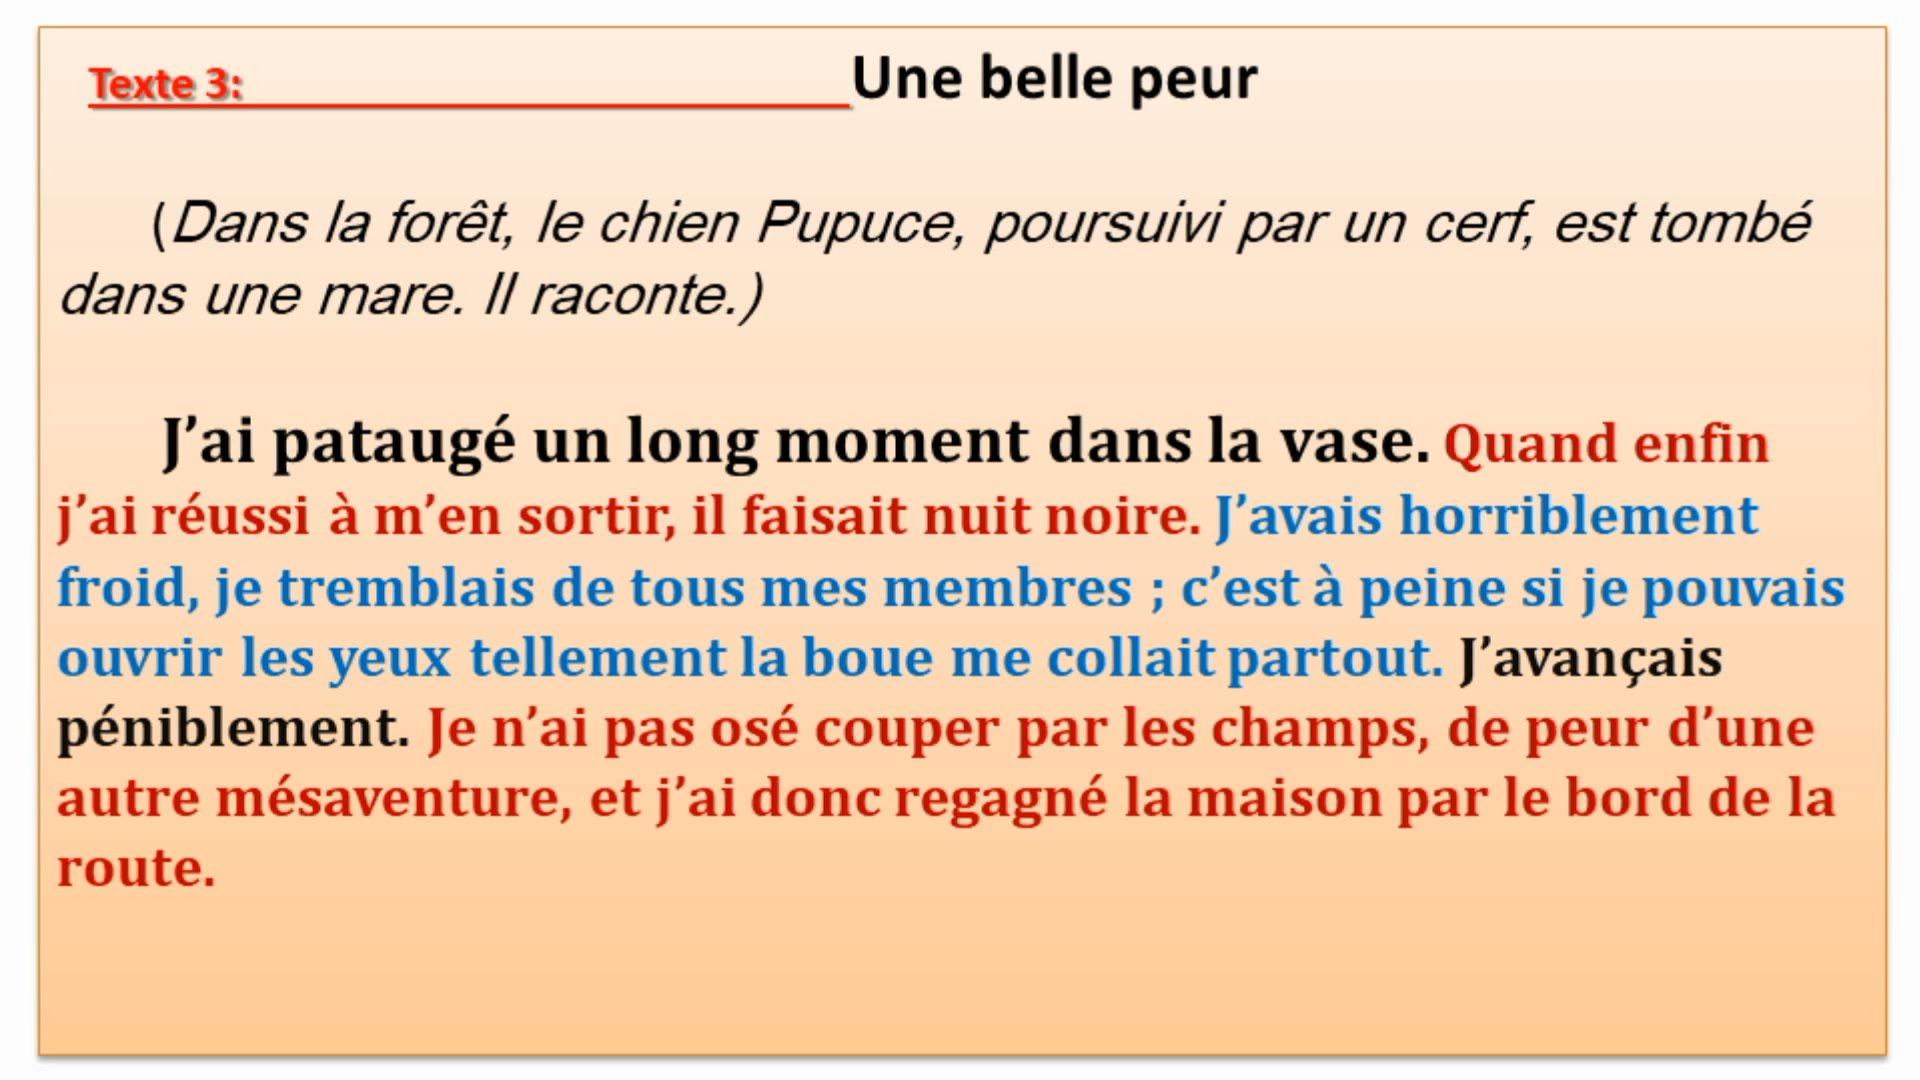 Texte 3: Une belle peur
(Dans la forêt, le chien Pupuce, poursuivi par un cerf, est tombé
dans une mare. Il raconte.)
J’ai pataugé un long moment dans la vase. Quand enfin
j’ai réussi à m’en sortir, il faisait nuit noire. J’avais horriblement
froid, je tremblais de tous mes membres ; c’est à peine si je pouvais
ouvrir les yeux tellement la boue me collait partout. J’avançais
péniblement. Je n’ai pas osé couper par les champs, de peur d’une
autre mésaventure, et j’ai donc regagné la maison par le bord de la
route.